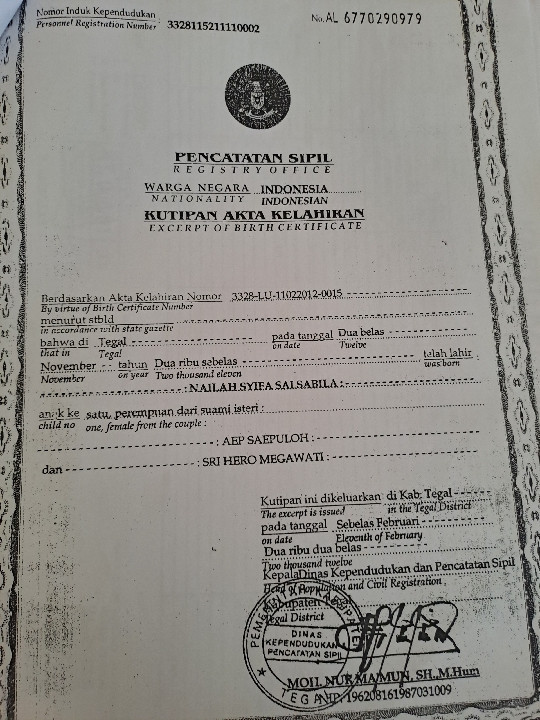 Nomor Induk Kependudukan
Personnel Registration Number 3328115211110002
No. AL 6770290979
PENCATATAN SIPIL
REGISTRY OFFICE
WARGA NEGARA INDONESIA
NATIONALITY INDONESIAN
KUTIPAN AKTA KELAHIRAN
EXCERPT OF BIRTH CERTIFICATE
Berdasarkan Akta Kelahiran Nomor 3328-LU-11022012-0015
By virtue of Birth Certificate Number
menurut stbld
in accordance with state gazette
bahwa di Tegal pada tanggal Dua belas
that in Tegal on date Twelve
November tahun Dua ribu sebelas telah lahir
November on year Two thousand eleven was born
: NAILAH SYIFA SALSABILA :
anak ke satu, perempuan dari suami isteri :
child no one, female from the couple :
: AEP SAEPULOH :
dan : SRI HERO MEGAWATI :
Kutipan ini dikeluarkan di Kab. Tegal
The excerpt is issued in the Tegal District
pada tanggal Sebelas Februari
on date Eleventh of February
Dua ribu dua belas
Two thousand twelve
Kepala Dinas Kependudukan dan Pencatatan Sipil
Head of Population and Civil Registration
Kabupaten
Tegal District
DINAS
KEPENDUDUKAN
PENCATATAN SIPIL
TEGAL
MOH. NUR MA'MUN, SH.,M.Hum
NIP. 196208161987031009